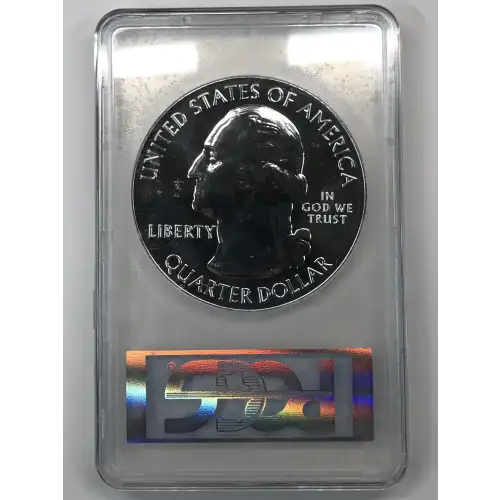 UNITED STATES OF AMERICA
LIBERTY
IN
GOD WE
TRUST
QUARTER DOLLAR